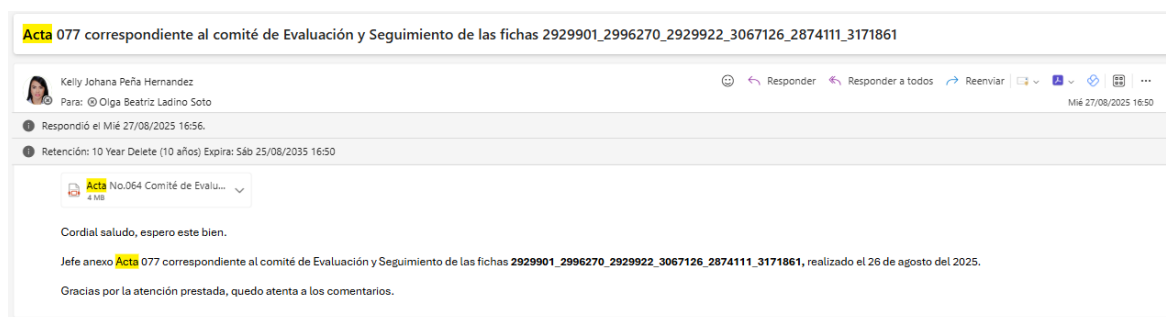 Acta 077 correspondiente al comité de Evaluación y Seguimiento de las fichas 2929901_2996270_2929922_3067126_2874111_3171861
Kelly Johana Peña Hernandez
Responder Responder a todos Reenviar
Para: Olga Beatriz Ladino Soto
Mié 27/08/2025 16:50
Respondió el Mié 27/08/2025 16:56.
Retención: 10 Year Delete (10 años) Expira: Sáb 25/08/2035 16:50
Acta No.064 Comité de Evalu...
4 MB
Cordial saludo, espero este bien.
Jefe anexo Acta 077 correspondiente al comité de Evaluación y Seguimiento de las fichas 2929901_2996270_2929922_3067126_2874111_3171861, realizado el 26 de agosto del 2025.
Gracias por la atención prestada, quedo atenta a los comentarios.